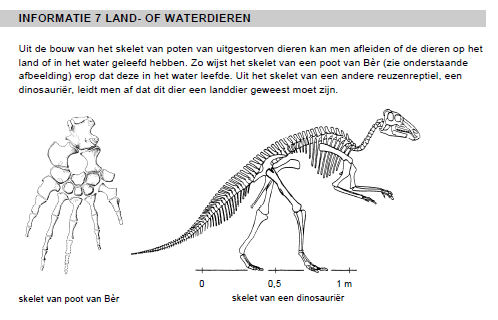 INFORMATIE 7 LAND- OF WATERDIEREN
Uit de bouw van het skelet van poten van uitgestorven dieren kan men afleiden of de dieren op het
land of in het water geleefd hebben. Zo wijst het skelet van een poot van Bèr (zie onderstaande
afbeelding) erop dat deze in het water leefde. Uit het skelet van een andere reuzenreptiel, een
dinosauriër, leidt men af dat dit dier een landdier geweest moet zijn.
0 0,5 1 m
skelet van poot van Bèr
skelet van een dinosauriër